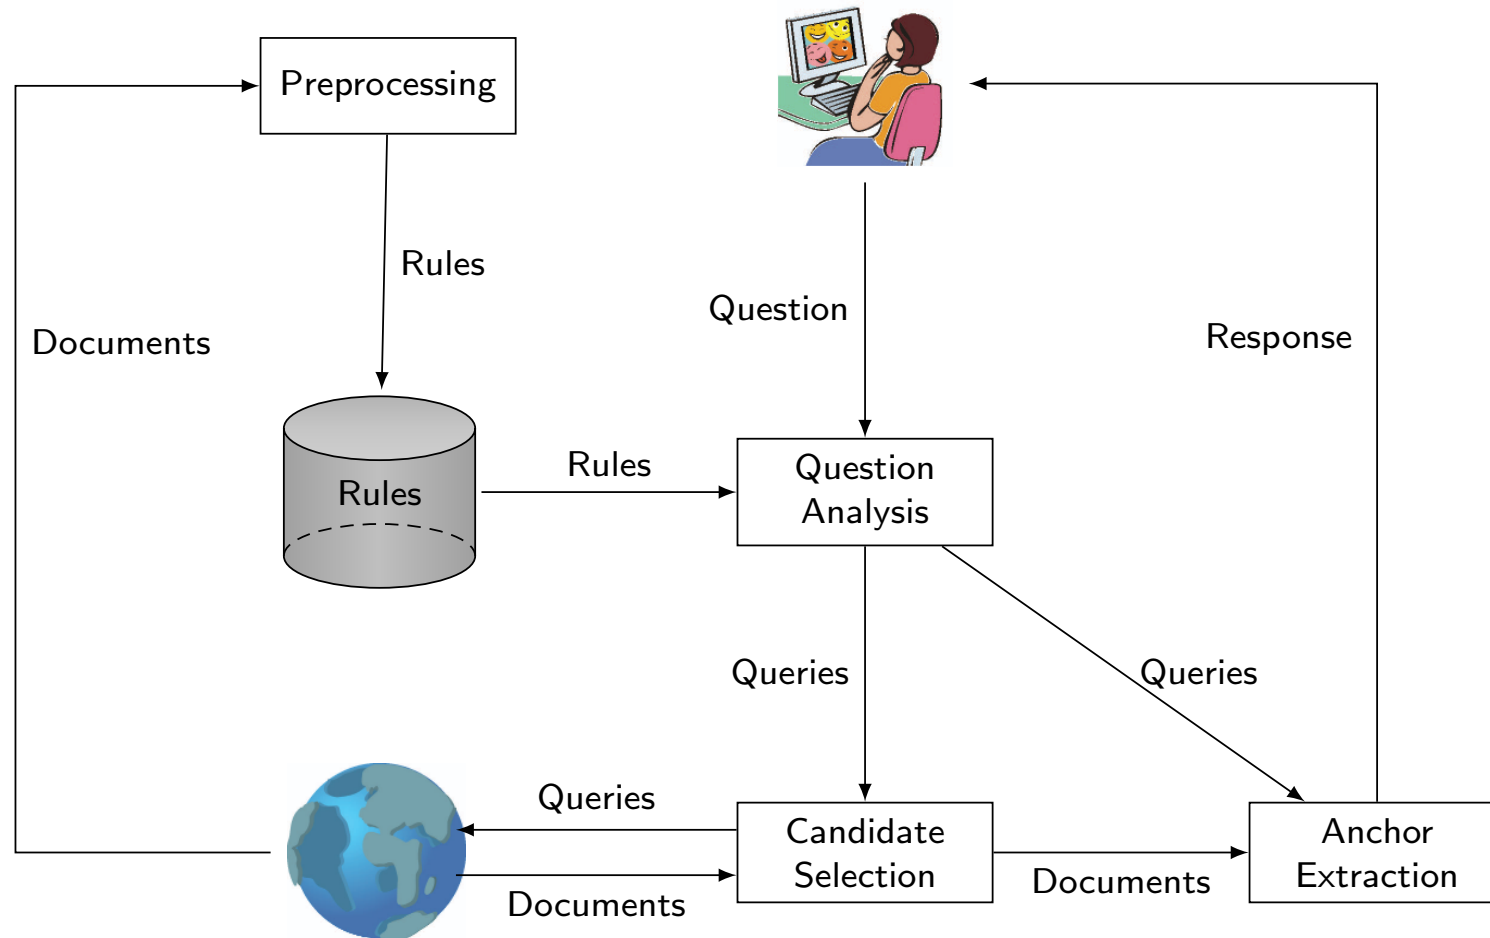 Preprocessing
Rules
Question
Documents
Response
Rules
Rules
Question
Analysis
Queries
Queries
Queries
Candidate
Selection
Anchor
Extraction
Documents
Documents